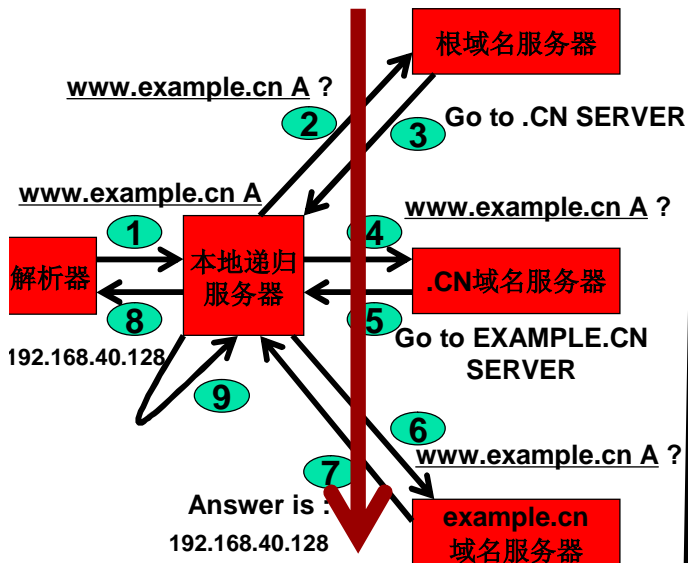 根域名服务器
www.example.cn A ?
2
3
Go to .CN SERVER
www.example.cn A
www.example.cn A ?
1
4
解析器
本地递归
服务器
.CN域名服务器
8
5
Go to EXAMPLE.CN
SERVER
192.168.40.128
9
6
www.example.cn A ?
7
Answer is :
192.168.40.128
example.cn
域名服务器